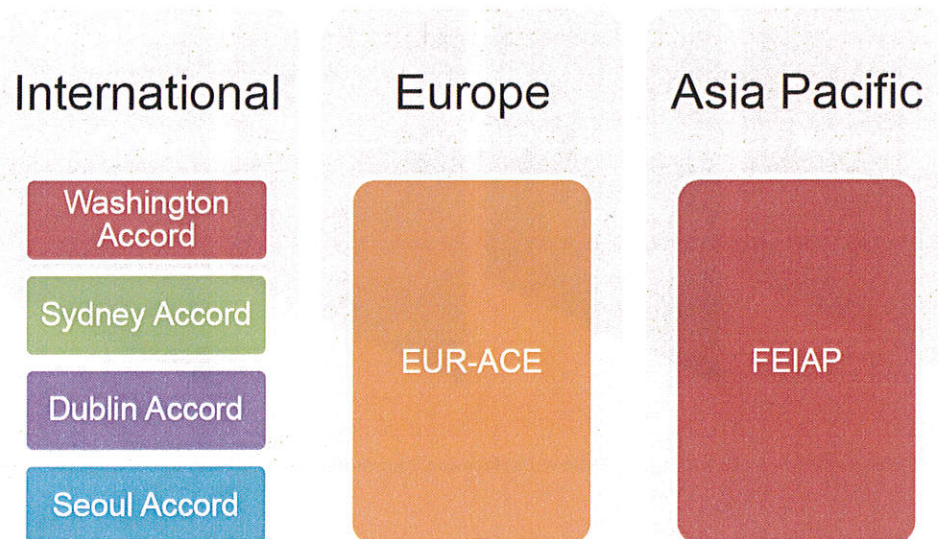 International
Washington
Accord
Sydney Accord
Dublin Accord
Seoul Accord
Europe
EUR-ACE
Asia Pacific
FEIAP